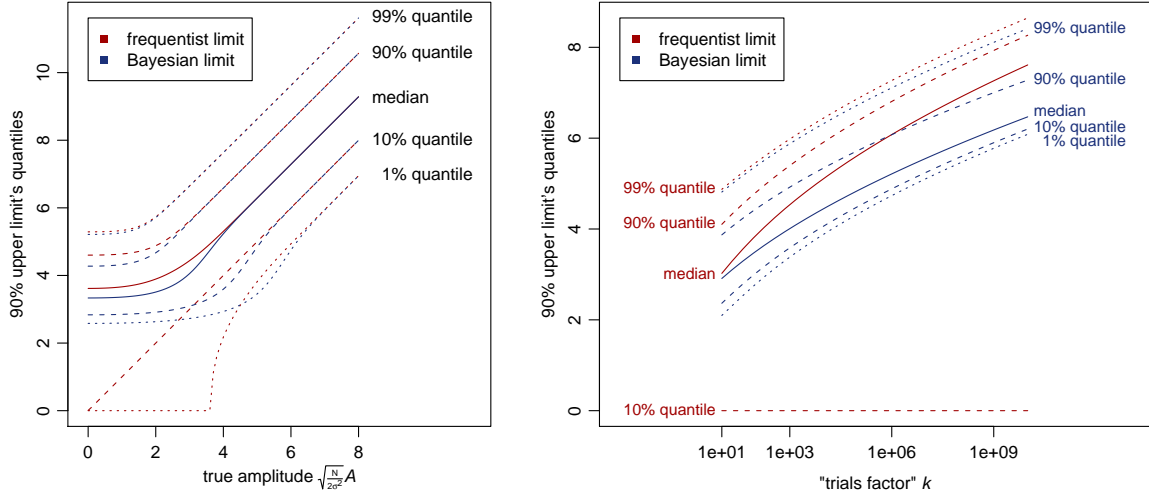 90% upper limit's quantiles
0
2
4
6
8
10
frequentist limit
Bayesian limit
99% quantile
90% quantile
median
10% quantile
1% quantile
0 2 4 6 8
true amplitude √N/2σ² A
90% upper limit's quantiles
0
2
4
6
8
frequentist limit
Bayesian limit
99% quantile
90% quantile
median
10% quantile
1% quantile
99% quantile
90% quantile
median
10% quantile
1e+01 1e+03 1e+06 1e+09
"trials factor" k